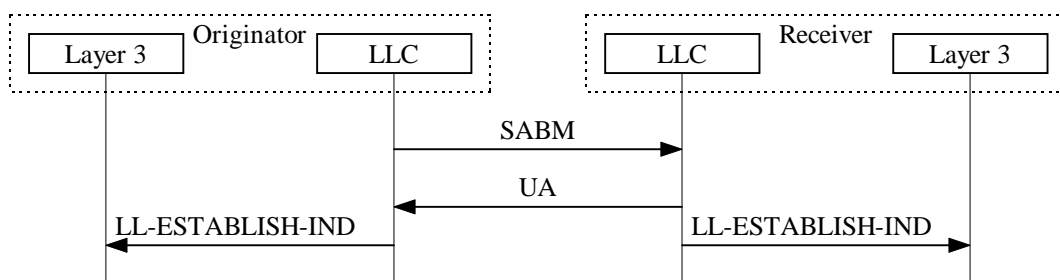 Originator
Receiver
Layer 3
LLC
LLC
Layer 3
SABM
UA
LL-ESTABLISH-IND
LL-ESTABLISH-IND